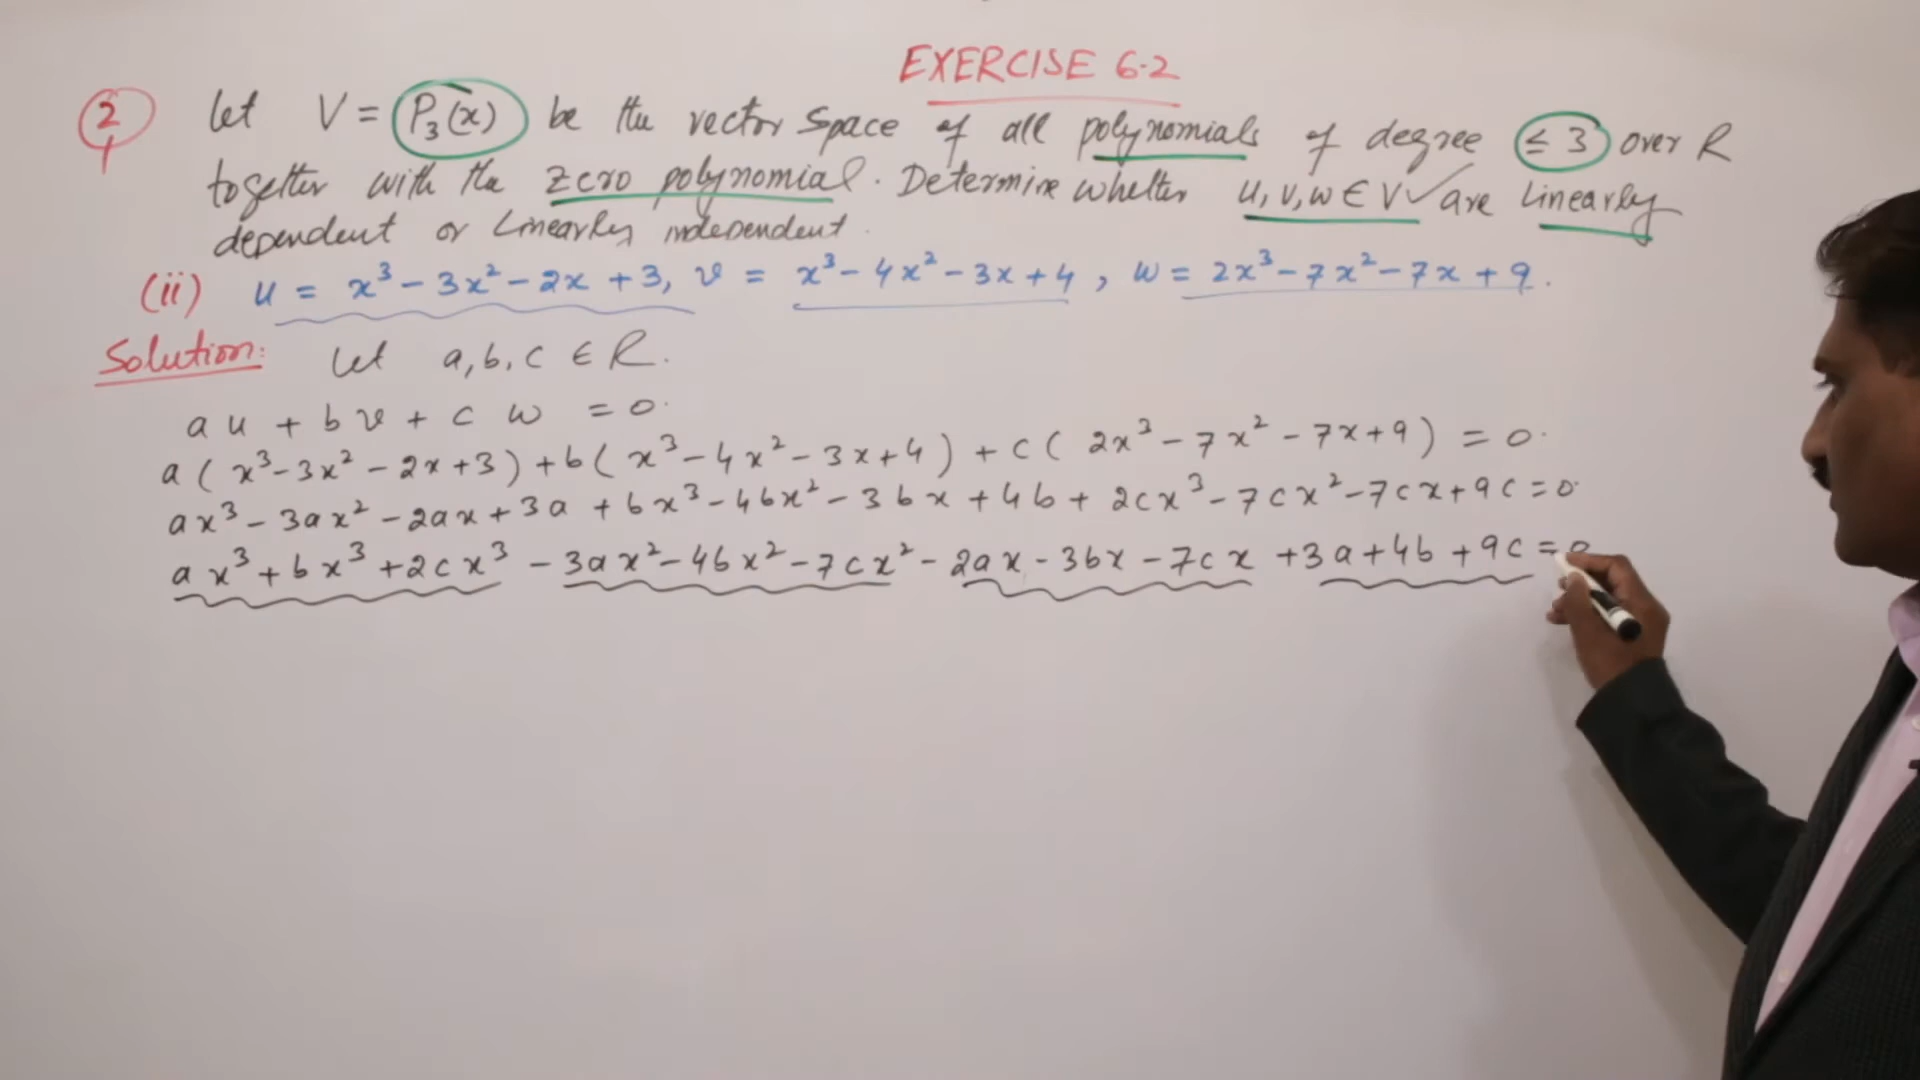 EXERCISE 6.2
2 Let V = P₃(x) be the vector space of all polynomials of degree ≤ 3 over R
together with the zero polynomial. Determine whether u, v, w ∈ V are linearly
dependent or linearly independent.
(ii) u = x³ - 3x² - 2x + 3, v = x³ - 4x² - 3x + 4, w = 2x³ - 7x² - 7x + 9.
Solution: Let a, b, c ∈ R.
a u + b v + c w = 0.
a(x³ - 3x² - 2x + 3) + b(x³ - 4x² - 3x + 4) + c(2x³ - 7x² - 7x + 9) = 0.
ax³ - 3ax² - 2ax + 3a + bx³ - 4bx² - 3bx + 4b + 2cx³ - 7cx² - 7cx + 9c = 0.
ax³ + bx³ + 2cx³ - 3ax² - 4bx² - 7cx² - 2ax - 3bx - 7cx + 3a + 4b + 9c = 0